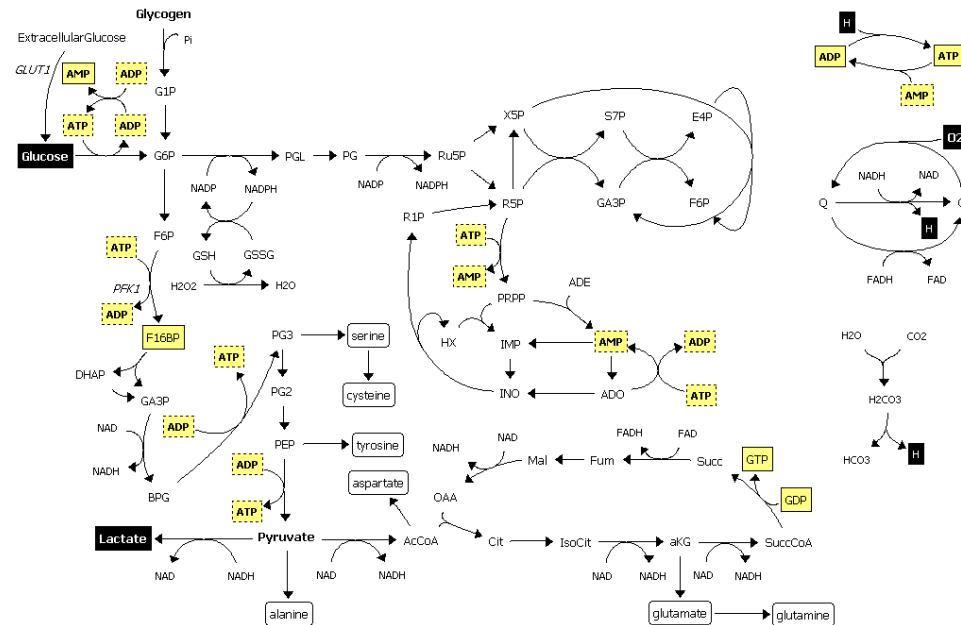 Glycogen
ExtracellularGlucose
Pi
GLUT1
AMP
ADP
G1P
ATP
ADP
Glucose
G6P
PGL
PG
Ru5P
NADP
NADPH
NADP
NADPH
X5P
S7P
E4P
R5P
GA3P
F6P
R1P
H
ADP
ATP
AMP
O2
NADH
NAD
Q
H
FADH
FAD
F6P
GSH
GSSG
H2O2
H2O
ATP
PFK1
ADP
F16BP
ATP
AMP
PRPP
ADE
HX
IMP
AMP
ADP
INO
ADO
ATP
DHAP
GA3P
ATP
PG3
serine
PG2
cysteine
NAD
ADP
NADH
BPG
PEP
tyrosine
ADP
ATP
aspartate
H2O
CO2
H2CO3
HCO3
H
NAD
NADH
Mal
Fum
FADH
FAD
Succ
GTP
GDP
OAA
Lactate
Pyruvate
AcCoA
Cit
IsoCit
aKG
SuccCoA
NAD
NADH
NAD
NADH
NAD
NADH
NAD
NADH
alanine
glutamate
glutamine